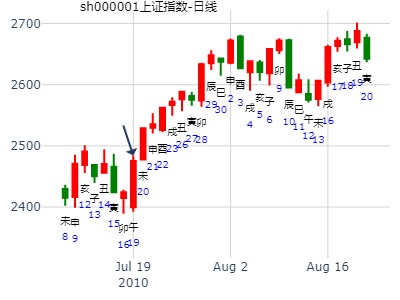 sh000001上证指数-日线
2700
2600
2500
2400
未
8
申
9
亥
12
子
13
丑
14
寅
15
卯
16
午
19
未
20
申
21
酉
22
戌
23
丑
26
寅
27
卯
28
辰
29
巳
30
申
2
酉
3
戌
4
亥
5
子
6
卯
9
辰
10
巳
11
午
12
未
13
戌
16
亥
17
子
18
丑
19
寅
20
Jul 19
2010
Aug 2
Aug 16